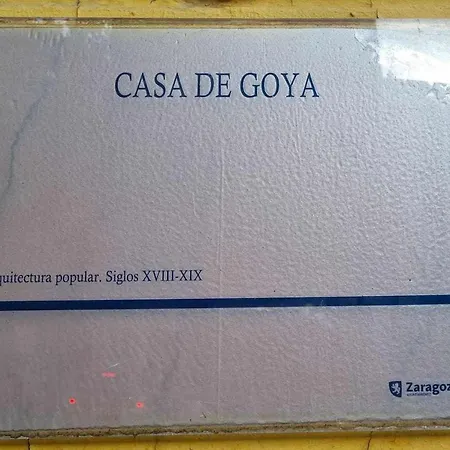 CASA DE GOYA
quitectura popular. Siglos XVIII-XIX
Zaragoz